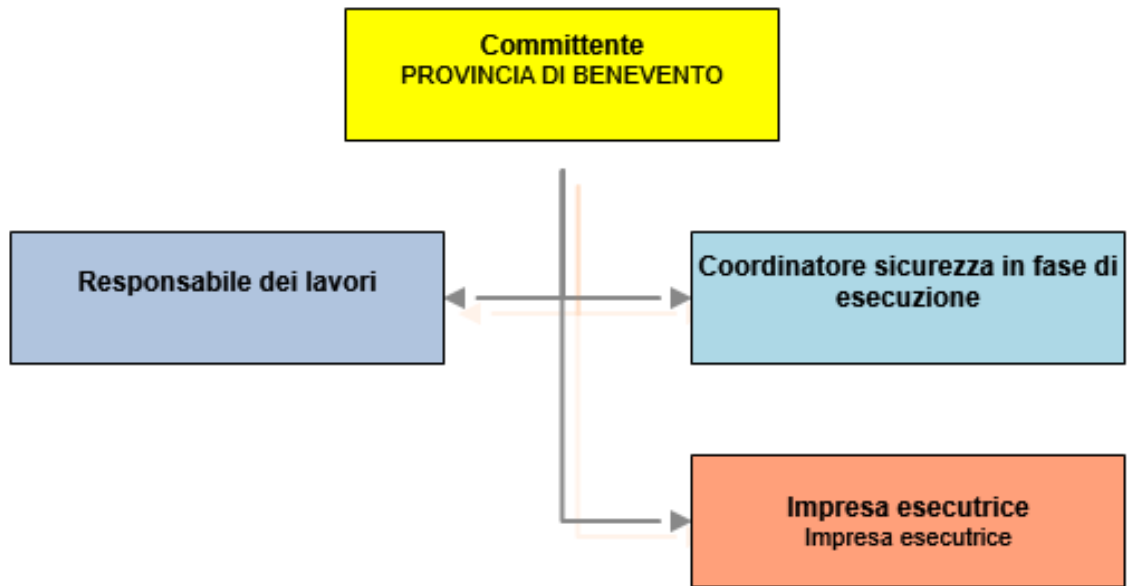 Committente
PROVINCIA DI BENEVENTO
Responsabile dei lavori
Coordinatore sicurezza in fase di
esecuzione
Impresa esecutrice
Impresa esecutrice